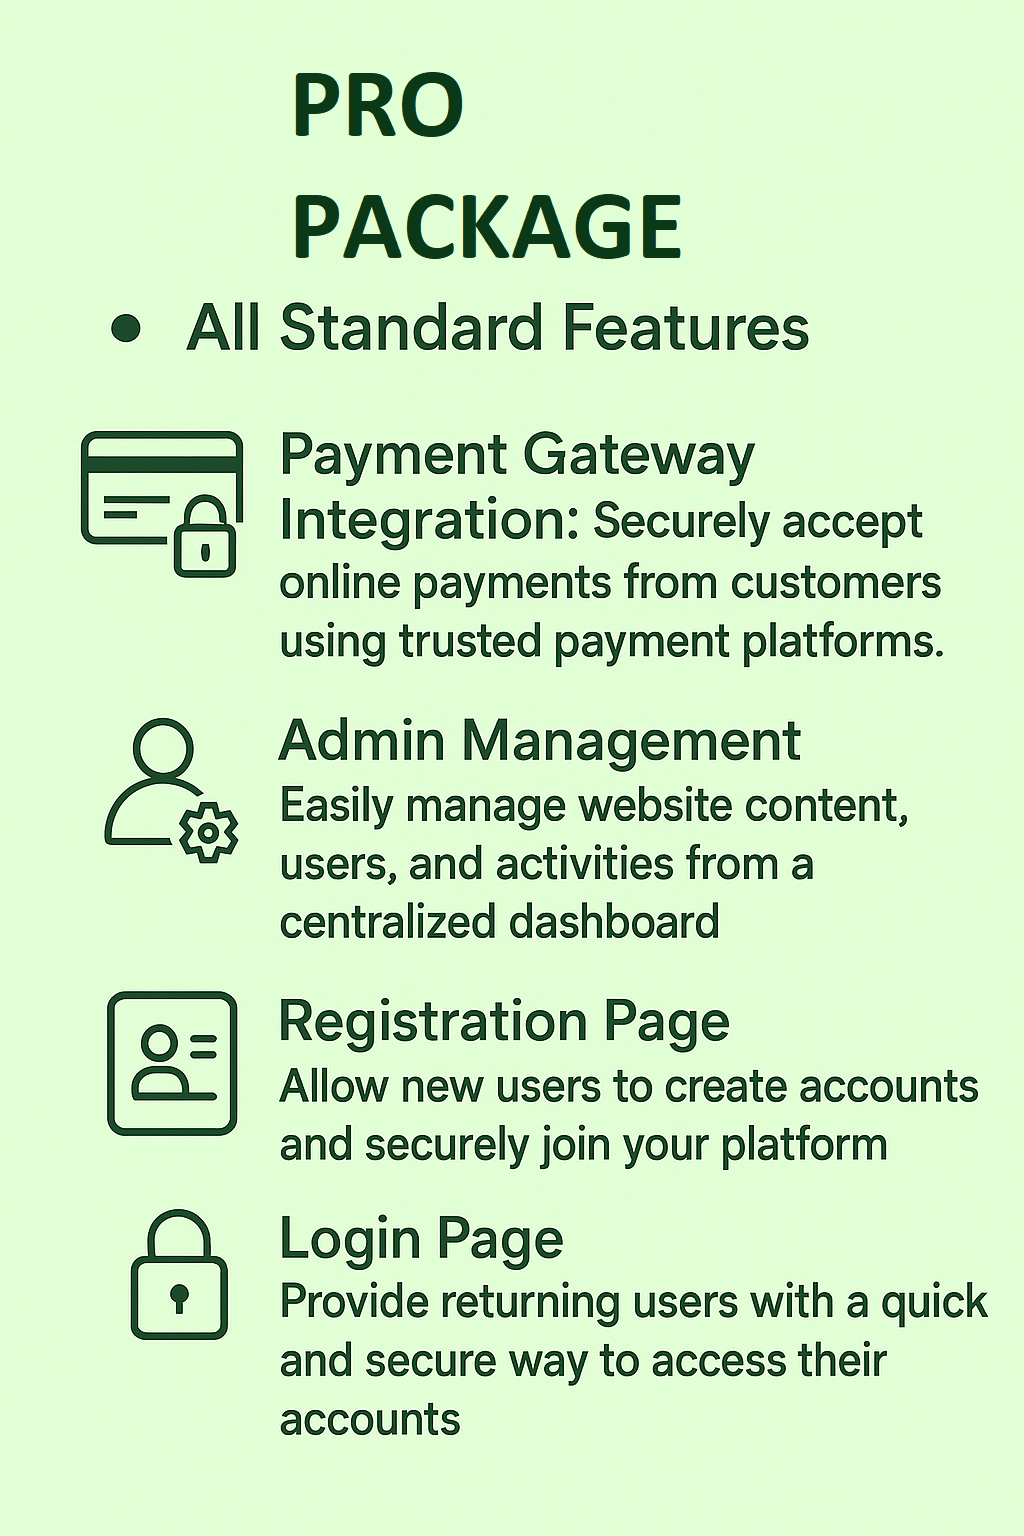 PRO
PACKAGE
• All Standard Features
Payment Gateway
Integration: Securely accept
online payments from customers
using trusted payment platforms.
Admin Management
Easily manage website content,
users, and activities from a
centralized dashboard
Registration Page
Allow new users to create accounts
and securely join your platform
Login Page
Provide returning users with a quick
and secure way to access their
accounts